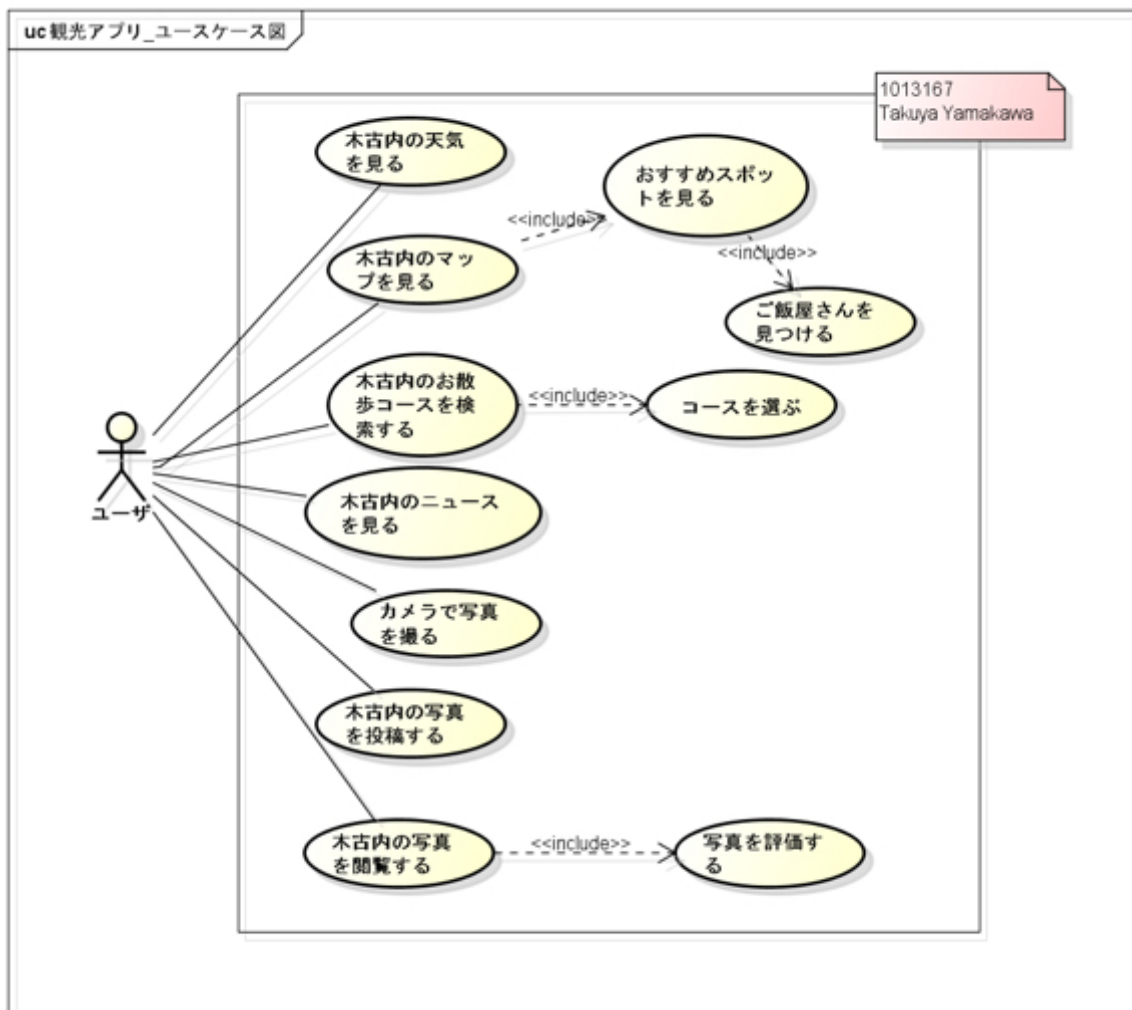 uc 観光アプリ_ユースケース図
1013167
Takuya Yamakawa
木古内の天気
を見る
おすすめスポッ
トを見る
<<include>>
木古内のマッ
プを見る
<<include>>
ご飯屋さんを
見つける
木古内のお散
歩コースを検
索する
<<include>>
コースを選ぶ
ユーザ
木古内のニュース
を見る
カメラで写真
を撮る
木古内の写真
を投稿する
木古内の写真
を閲覧する
<<include>>
写真を評価す
る